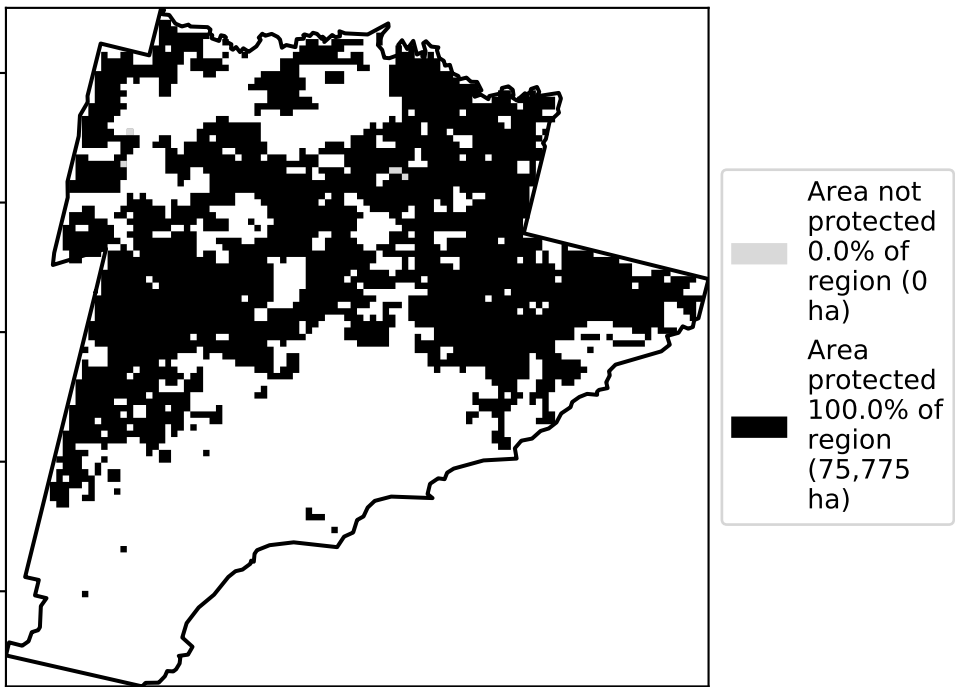 Area not
protected
0.0% of
region (0
ha)
Area
protected
100.0% of
region
(75,775
ha)